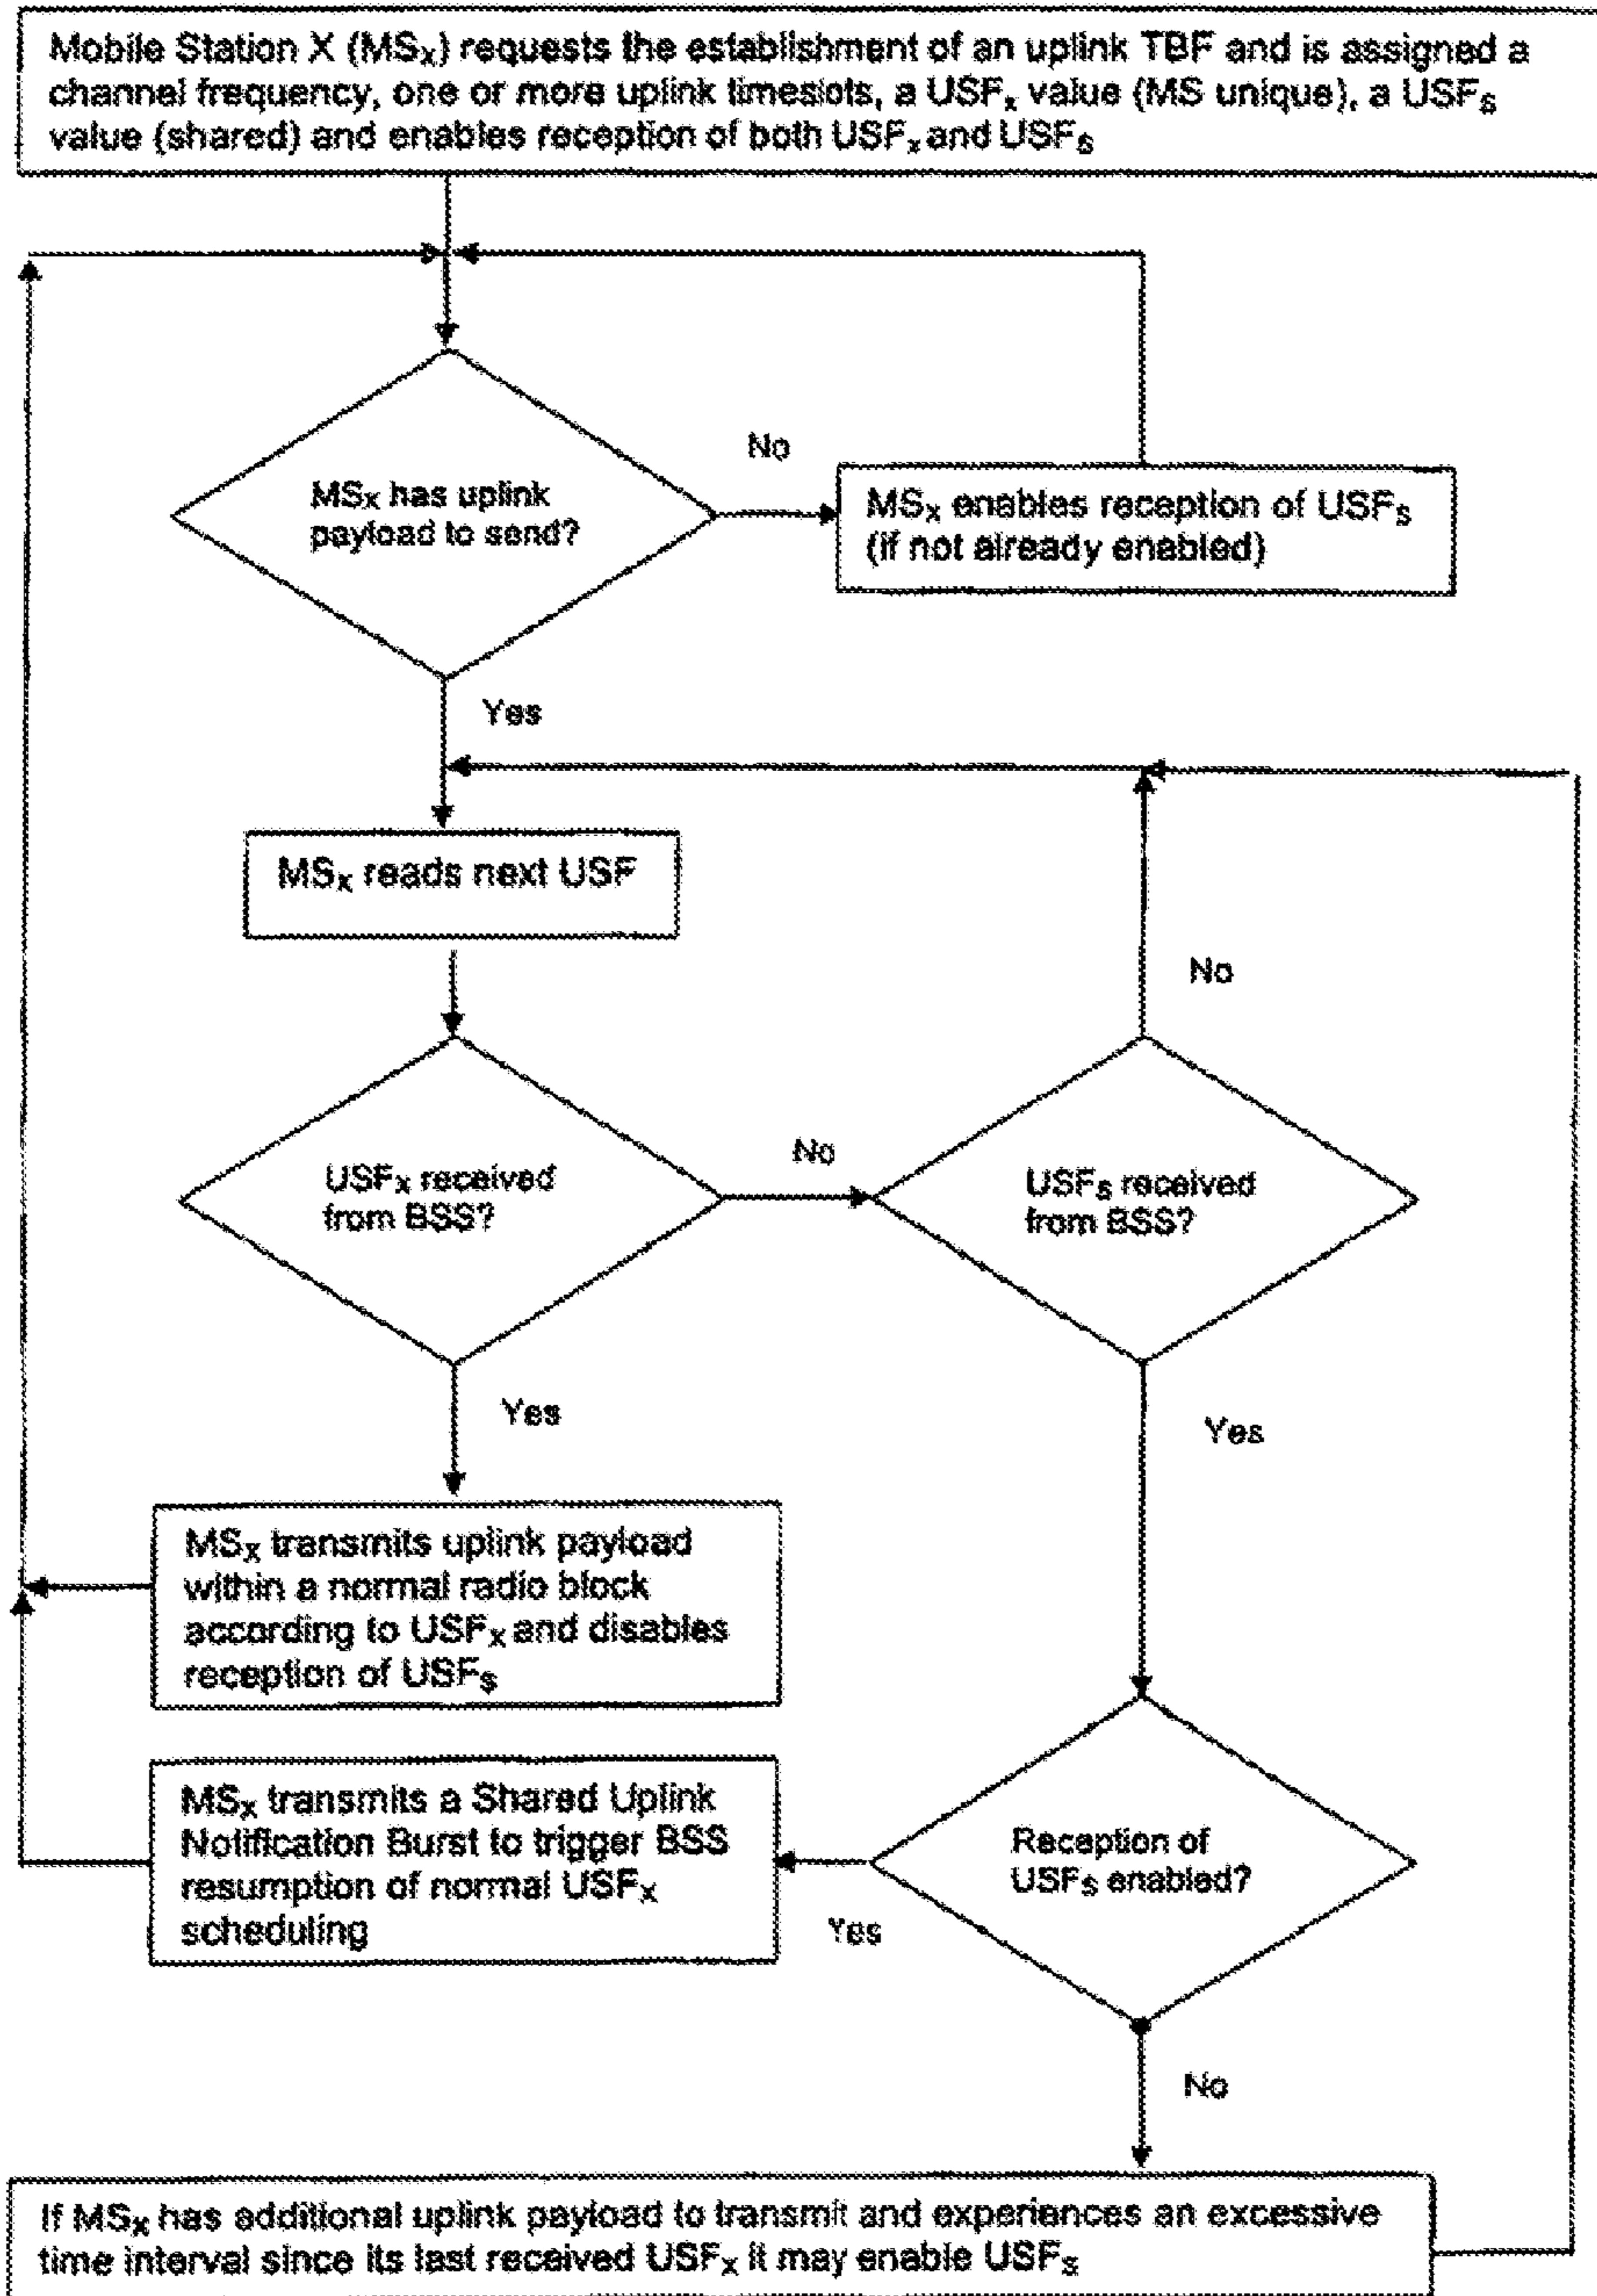 Mobile Station X (MSx) requests the establishment of an uplink TBF and is assigned a
channel frequency, one or more uplink timeslots, a USFx value (MS unique), a USFS
value (shared) and enables reception of both USFx and USFS
No
MSX has uplink
payload to send?
MSx enables reception of USFS
(if not already enabled)
Yes
MSX reads next USF
No
No
USFX received
from BSS?
USFS received
from BSS?
Yes
Yes
MSX transmits uplink payload
within a normal radio block
according to USFX and disables
reception of USFS
MSX transmits a Shared Uplink
Notification Burst to trigger BSS
resumption of normal USFX
scheduling
Reception of
USFS enabled?
Yes
No
If MSX has additional uplink payload to transmit and experiences an excessive
time interval since its last received USFX it may enable USFS